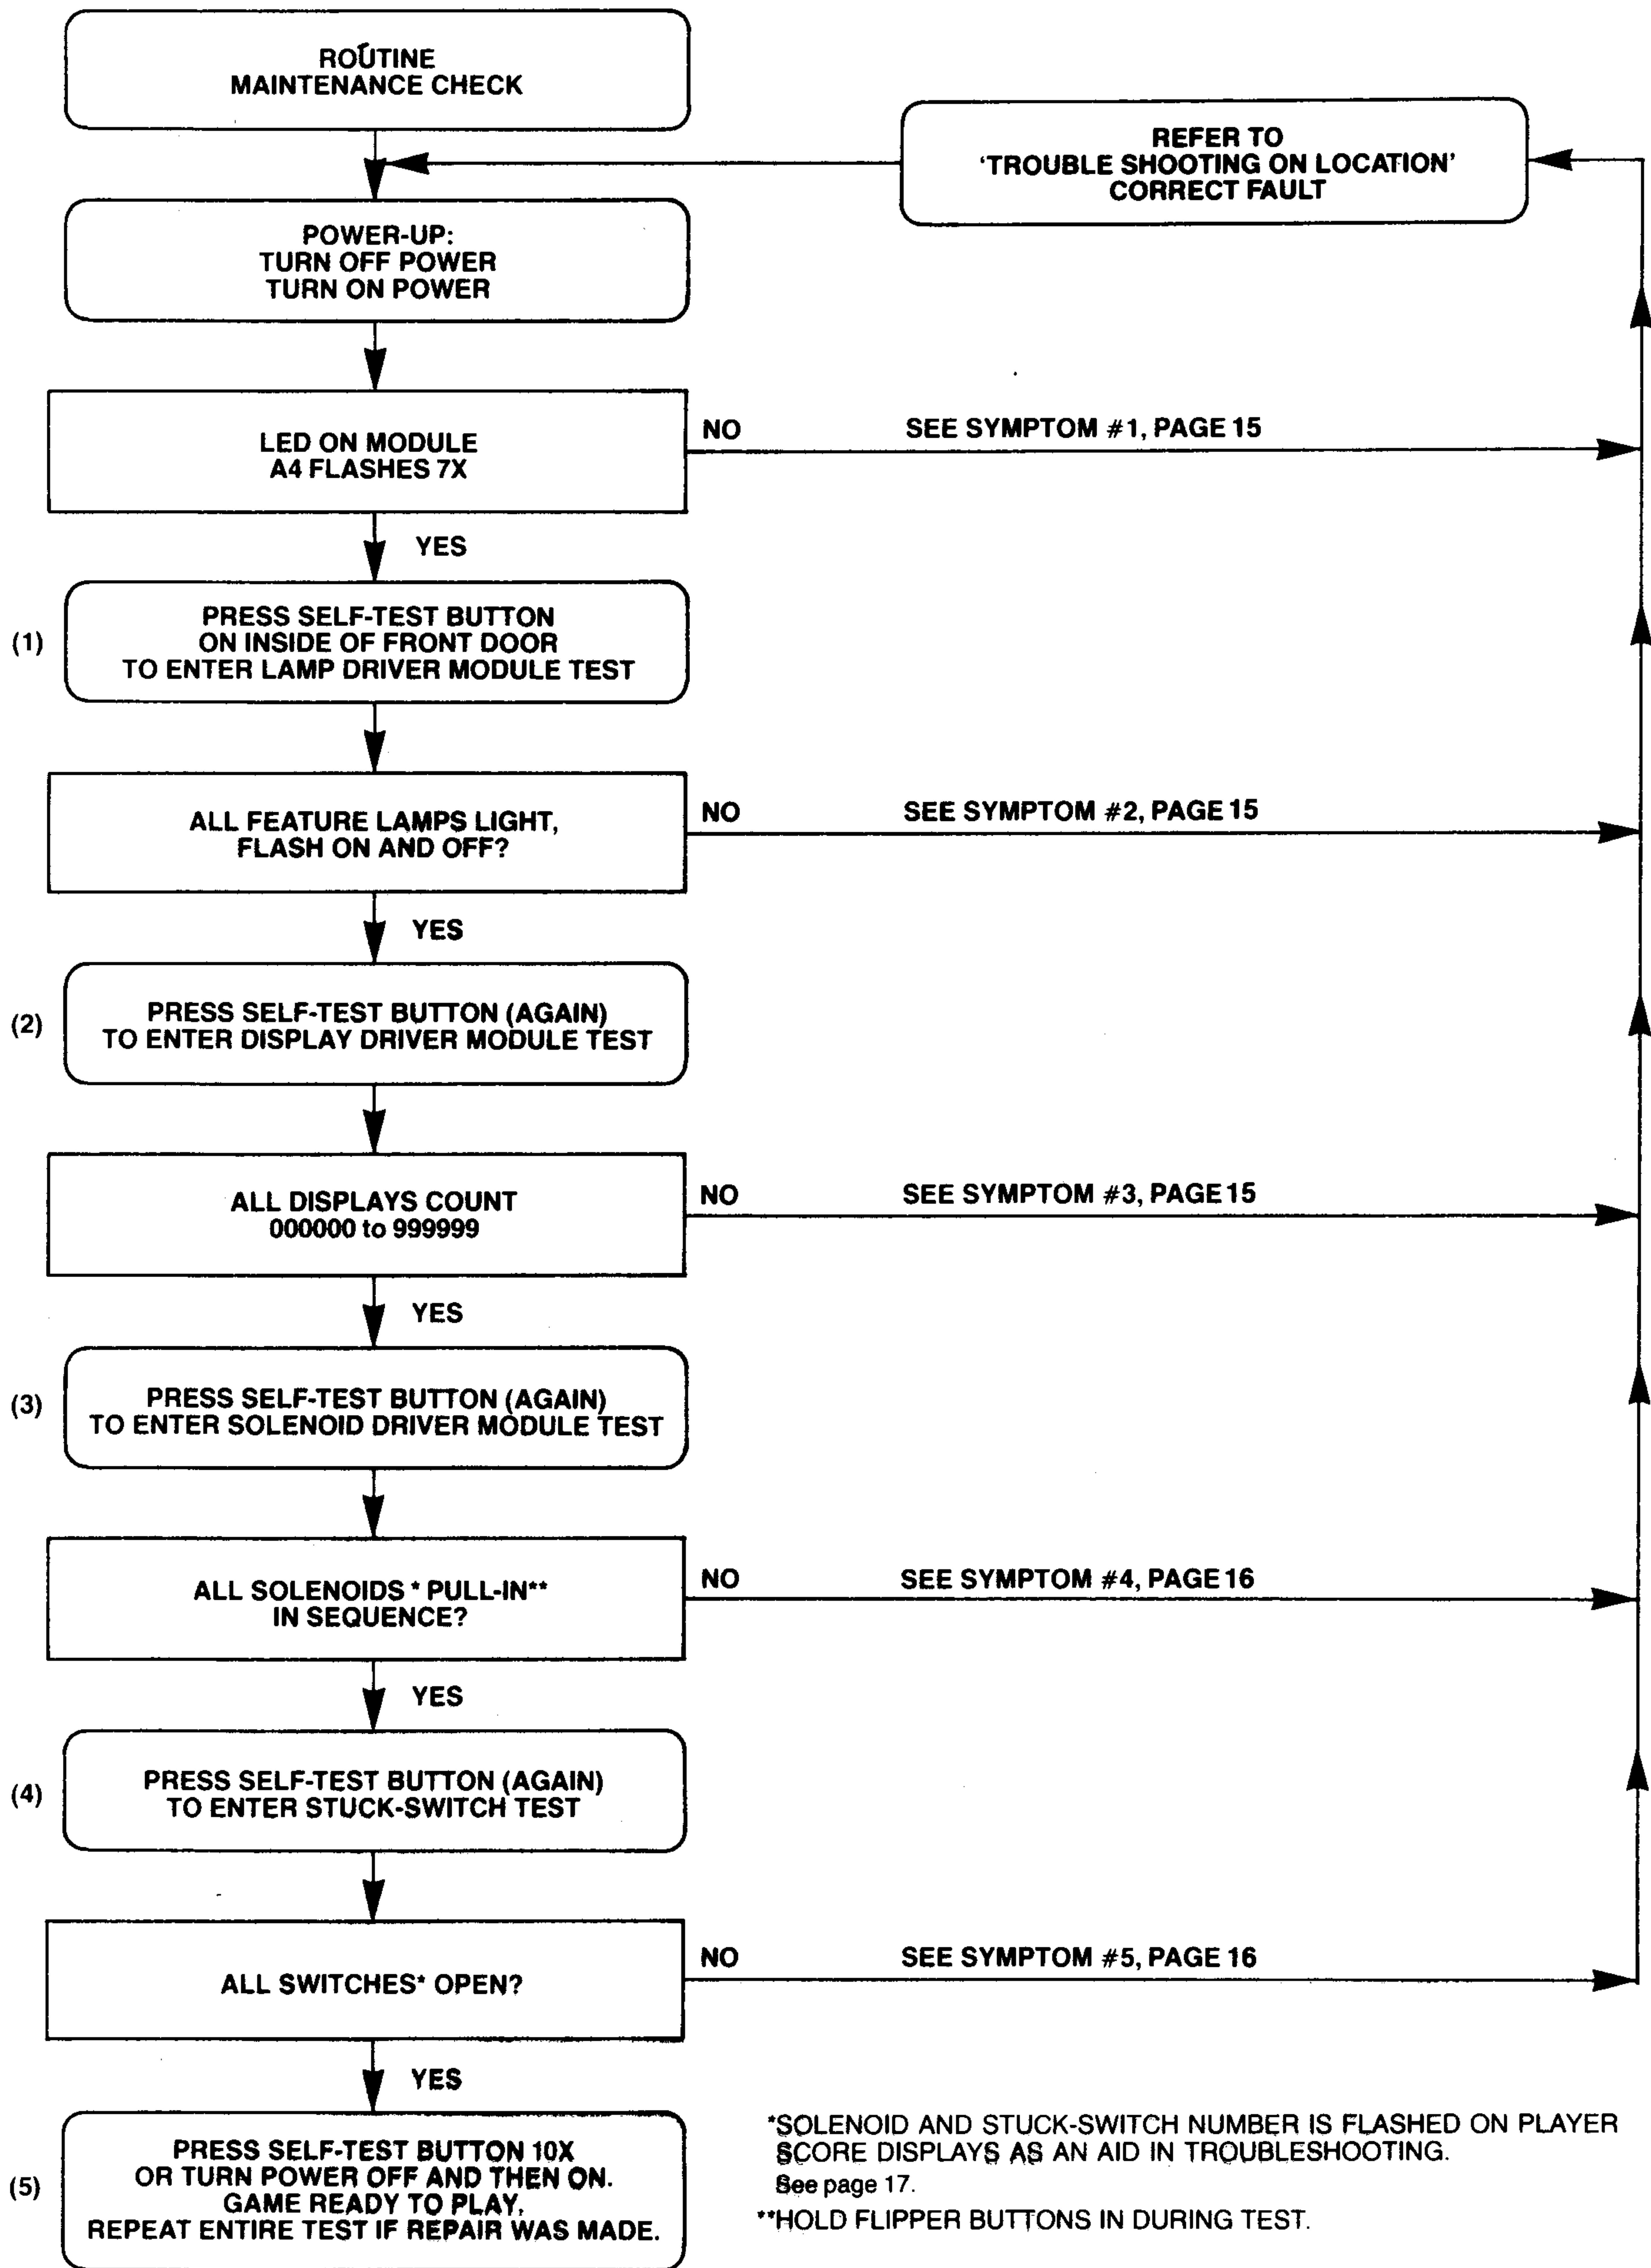 ROUTINE
MAINTENANCE CHECK
REFER TO
'TROUBLE SHOOTING ON LOCATION'
CORRECT FAULT
POWER-UP:
TURN OFF POWER
TURN ON POWER
LED ON MODULE
A4 FLASHES 7X
NO
SEE SYMPTOM #1, PAGE 15
YES
(1)
PRESS SELF-TEST BUTTON
ON INSIDE OF FRONT DOOR
TO ENTER LAMP DRIVER MODULE TEST
ALL FEATURE LAMPS LIGHT,
FLASH ON AND OFF?
NO
SEE SYMPTOM #2, PAGE 15
YES
(2)
PRESS SELF-TEST BUTTON (AGAIN)
TO ENTER DISPLAY DRIVER MODULE TEST
ALL DISPLAYS COUNT
000000 to 999999
NO
SEE SYMPTOM #3, PAGE 15
YES
(3)
PRESS SELF-TEST BUTTON (AGAIN)
TO ENTER SOLENOID DRIVER MODULE TEST
ALL SOLENOIDS * PULL-IN**
IN SEQUENCE?
NO
SEE SYMPTOM #4, PAGE 16
YES
(4)
PRESS SELF-TEST BUTTON (AGAIN)
TO ENTER STUCK-SWITCH TEST
ALL SWITCHES* OPEN?
NO
SEE SYMPTOM #5, PAGE 16
YES
(5)
PRESS SELF-TEST BUTTON 10X
OR TURN POWER OFF AND THEN ON.
GAME READY TO PLAY.
REPEAT ENTIRE TEST IF REPAIR WAS MADE.
*SOLENOID AND STUCK-SWITCH NUMBER IS FLASHED ON PLAYER
SCORE DISPLAYS AS AN AID IN TROUBLESHOOTING.
See page 17.
**HOLD FLIPPER BUTTONS IN DURING TEST.